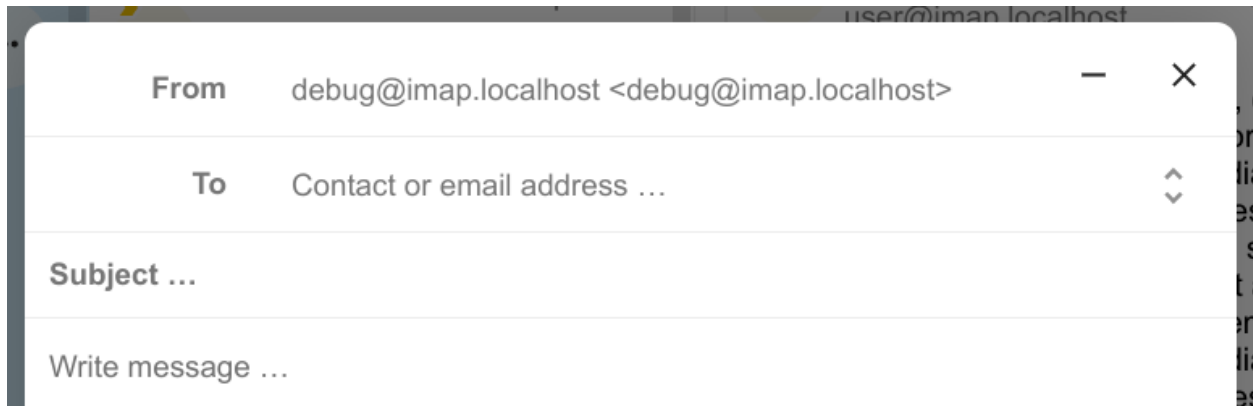 user@imap.localhost
From debug@imap.localhost <debug@imap.localhost>
To Contact or email address …
Subject …
Write message …